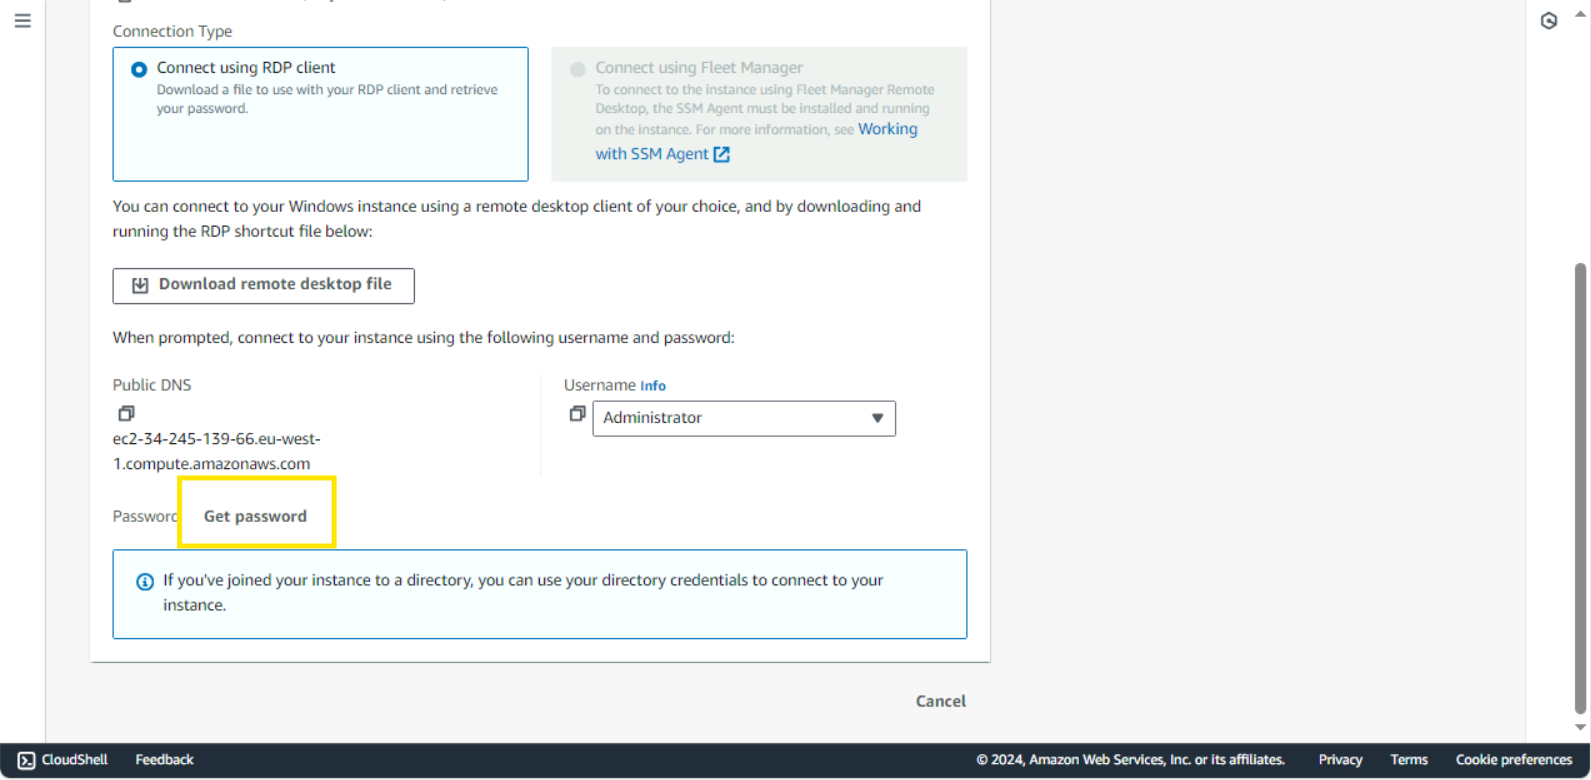 Connection Type
Connect using RDP client
Download a file to use with your RDP client and retrieve
your password.
Connect using Fleet Manager
To connect to the instance using Fleet Manager Remote
Desktop, the SSM Agent must be installed and running
on the instance. For more information, see Working
with SSM Agent
You can connect to your Windows instance using a remote desktop client of your choice, and by downloading and
running the RDP shortcut file below:
Download remote desktop file
When prompted, connect to your instance using the following username and password:
Public DNS
ec2-34-245-139-66.eu-west-
1.compute.amazonaws.com
Username Info
Administrator
Password Get password
If you've joined your instance to a directory, you can use your directory credentials to connect to your
instance.
Cancel
CloudShell Feedback © 2024, Amazon Web Services, Inc. or its affiliates. Privacy Terms Cookie preferences